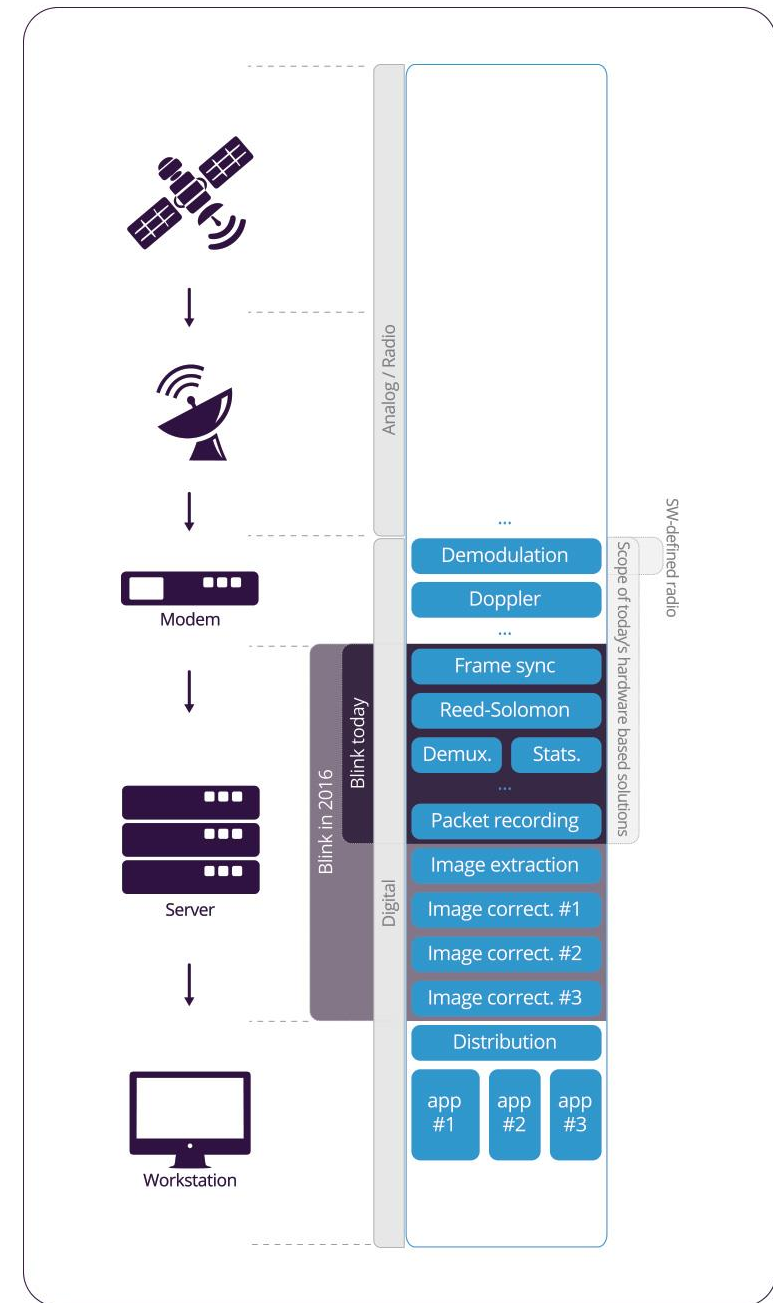 Analog / Radio
...
SW-defined radio
Demodulation
Scope of today's hardware based solutions
Doppler
Modem
...
Frame sync
Blink today
Reed-Solomon
Demux.
Stats.
Blink in 2016
...
Packet recording
Image extraction
Digital
Image correct. #1
Server
Image correct. #2
Image correct. #3
Distribution
app
#1
app
#2
app
#3
Workstation